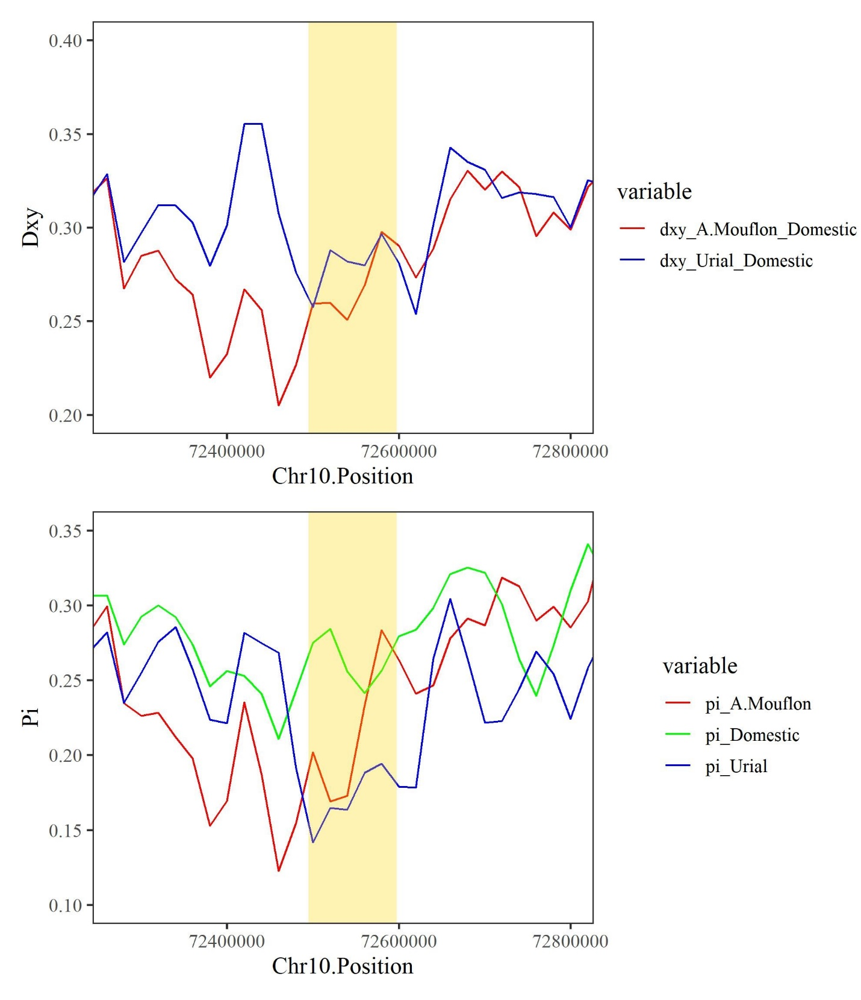 0.40
0.35
0.30
0.25
0.20
Dxy
72400000 72600000 72800000
Chr10.Position
variable
dxy_A.Mouflon_Domestic
dxy_Urial_Domestic
0.35
0.30
0.25
0.20
0.15
0.10
Pi
72400000 72600000 72800000
Chr10.Position
variable
pi_A.Mouflon
pi_Domestic
pi_Urial